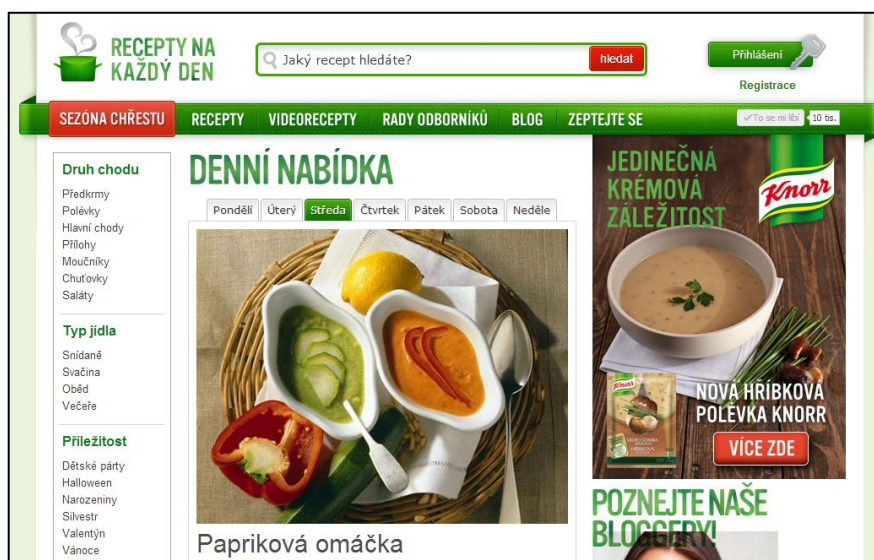 RECEPTY NA
KAŽDÝ DEN
Jaký recept hledáte?
hledat
Přihlášení
Registrace
SEZÓNA CHŘESTU
RECEPTY
VIDEORECEPTY
RADY ODBORNÍKŮ
BLOG
ZEPTEJTE SE
To se mi líbí
10 tis.
Druh chodu
Předkrmy
Polévky
Hlavní chody
Přílohy
Moučníky
Chuťovky
Saláty
Typ jídla
Snídaně
Svačina
Oběd
Večeře
Příležitost
Dětské párty
Halloween
Narozeniny
Silvestr
Valentýn
Vánoce
DENNÍ NABÍDKA
Pondělí
Úterý
Středa
Čtvrtek
Pátek
Sobota
Neděle
Papriková omáčka
JEDINEČNÁ
KRÉMOVÁ
ZÁLEŽITOST
Knorr
Knorr
NOVÁ HŘÍBKOVÁ
POLÉVKA KNORR
VÍCE ZDE
POZNEJTE NAŠE
BLOGGERY!